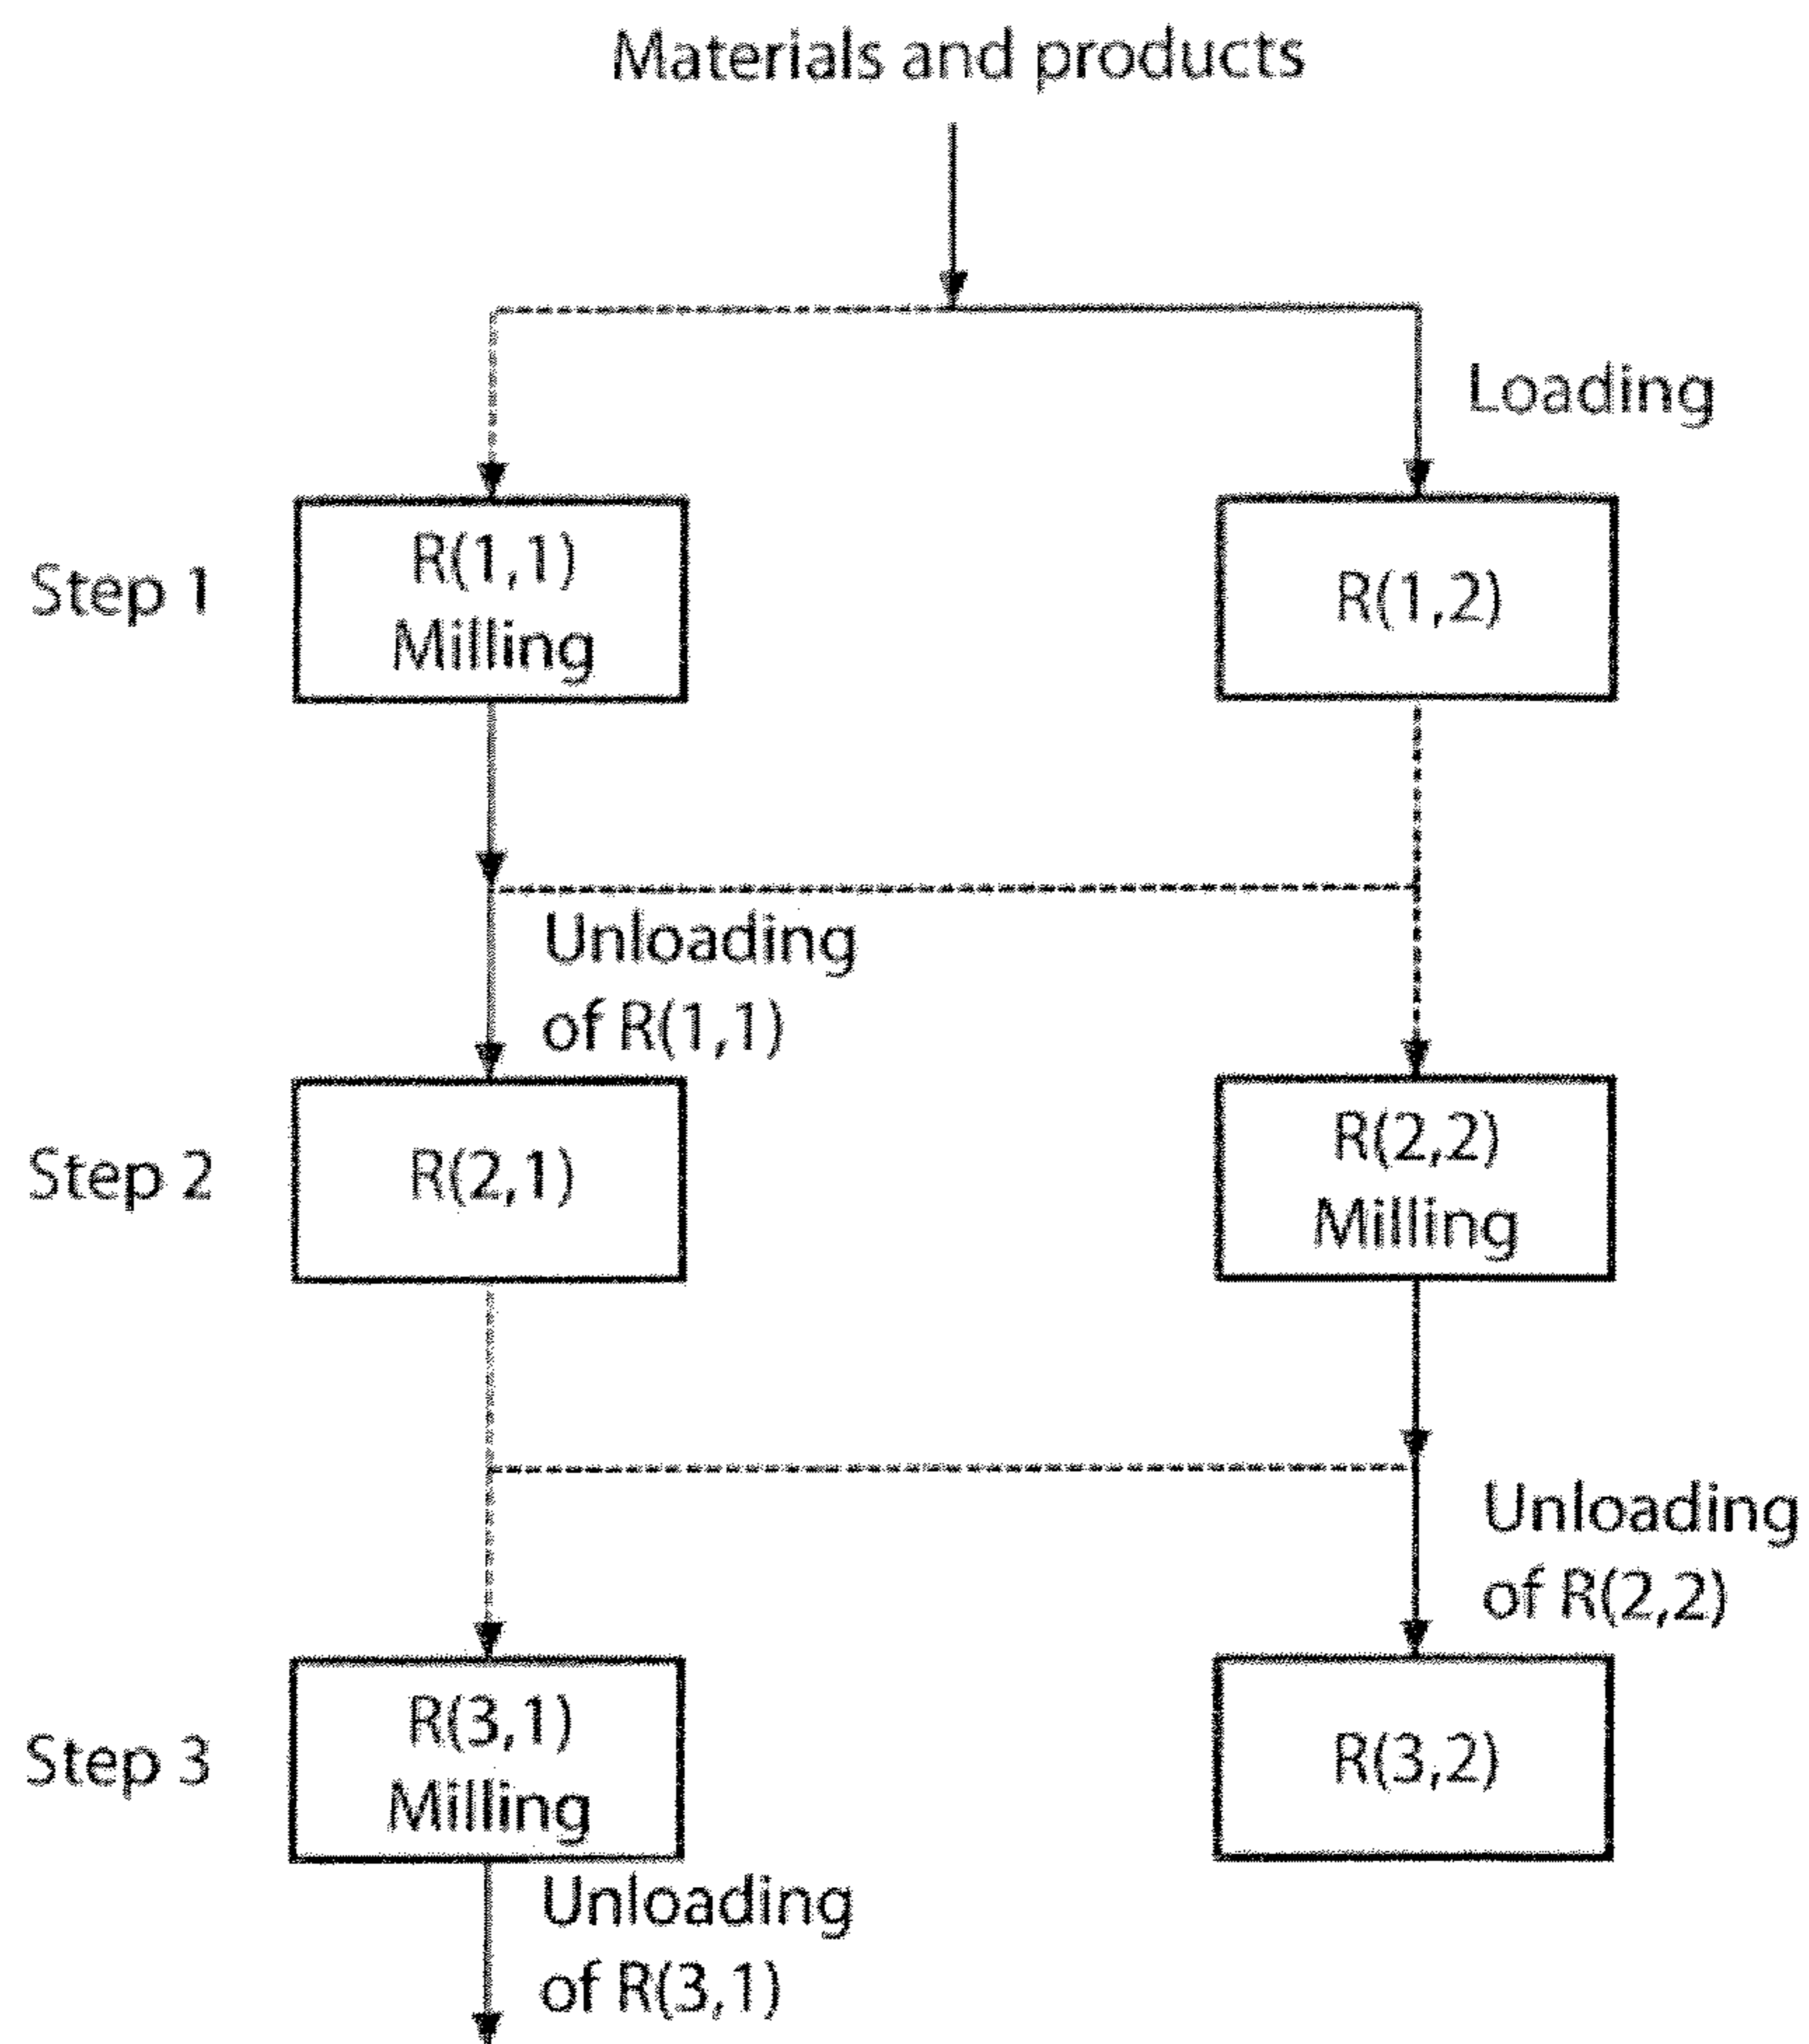 Materials and products
Loading
Step 1
R(1,1)
Milling
R(1,2)
Unloading
of R(1,1)
Step 2
R(2,1)
R(2,2)
Milling
Unloading
of R(2,2)
Step 3
R(3,1)
Milling
R(3,2)
Unloading
of R(3,1)